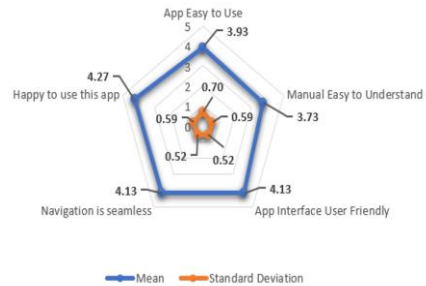 App Easy to Use
5
3.93
4
3
4.27
2
0.70
Happy to use this app
1
Manual Easy to Understand
0.59
0.59
3.73
0
0.52
0.52
4.13
4.13
Navigation is seamless
App Interface User Friendly
Mean
Standard Deviation